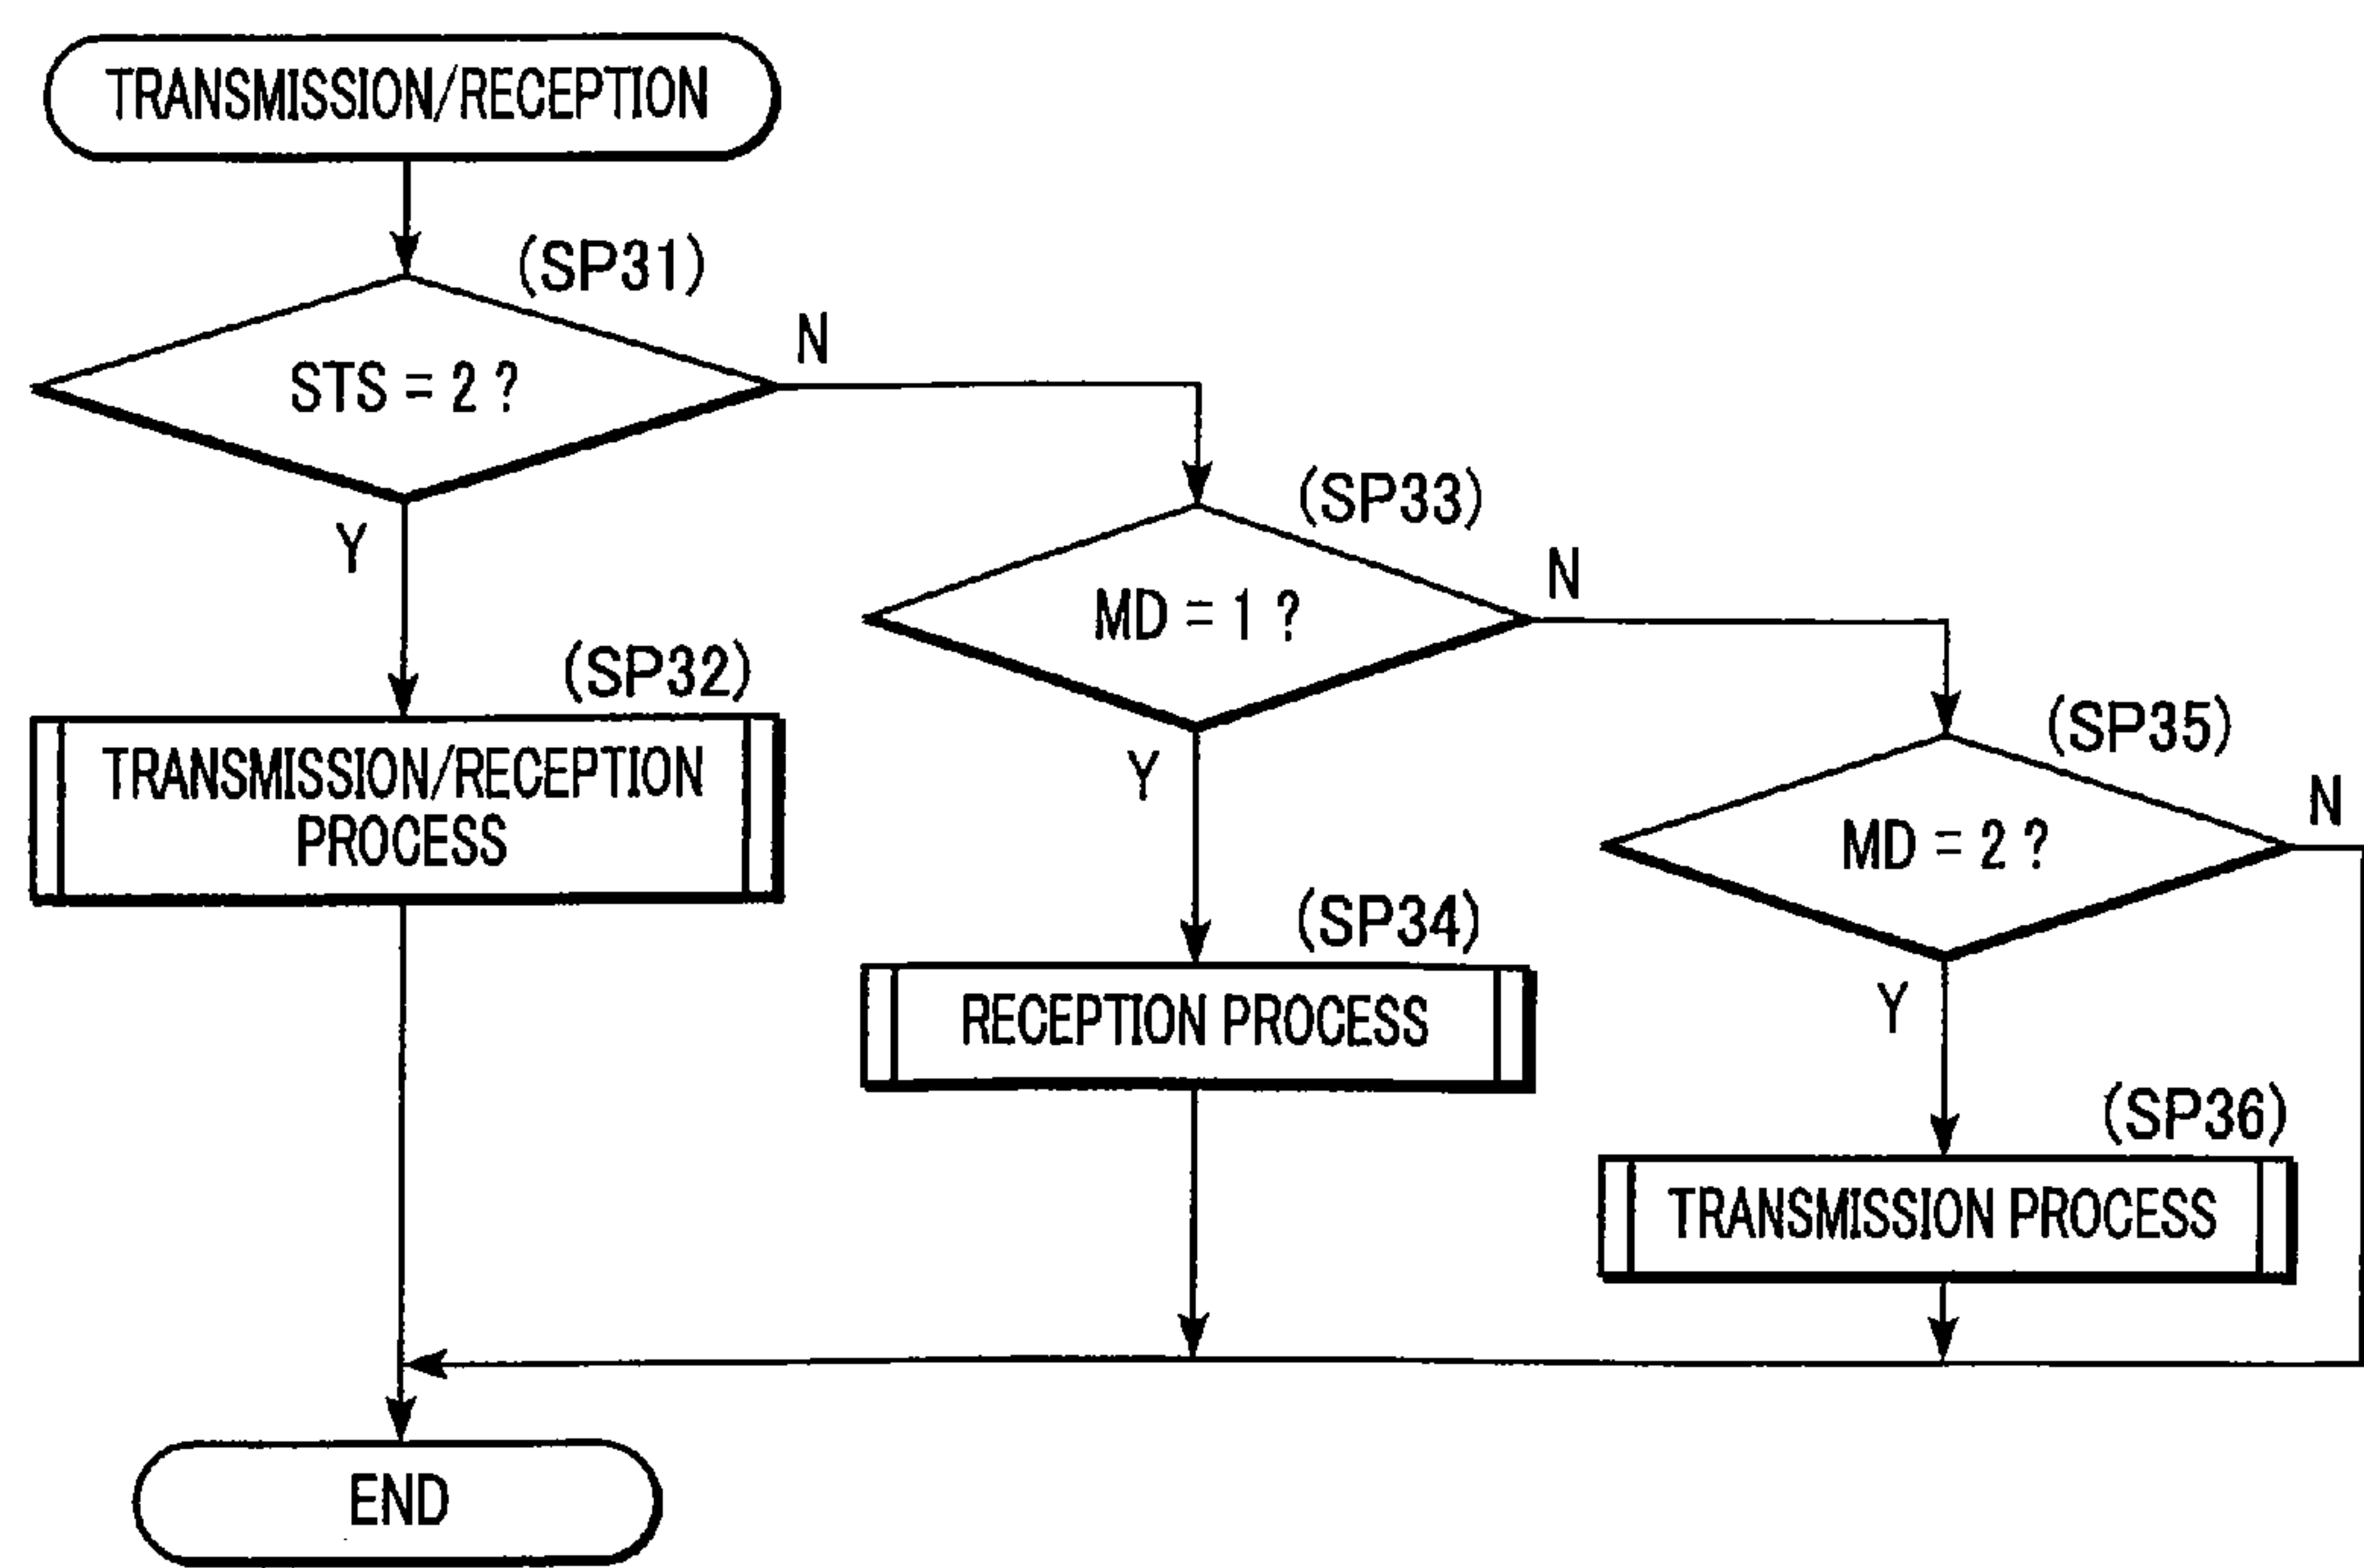 TRANSMISSION/RECEPTION
(SP31)
STS = 2 ?
N
Y
(SP33)
MD = 1 ?
N
Y
(SP32)
TRANSMISSION/RECEPTION
PROCESS
(SP35)
MD = 2 ?
N
Y
(SP34)
RECEPTION PROCESS
(SP36)
TRANSMISSION PROCESS
END